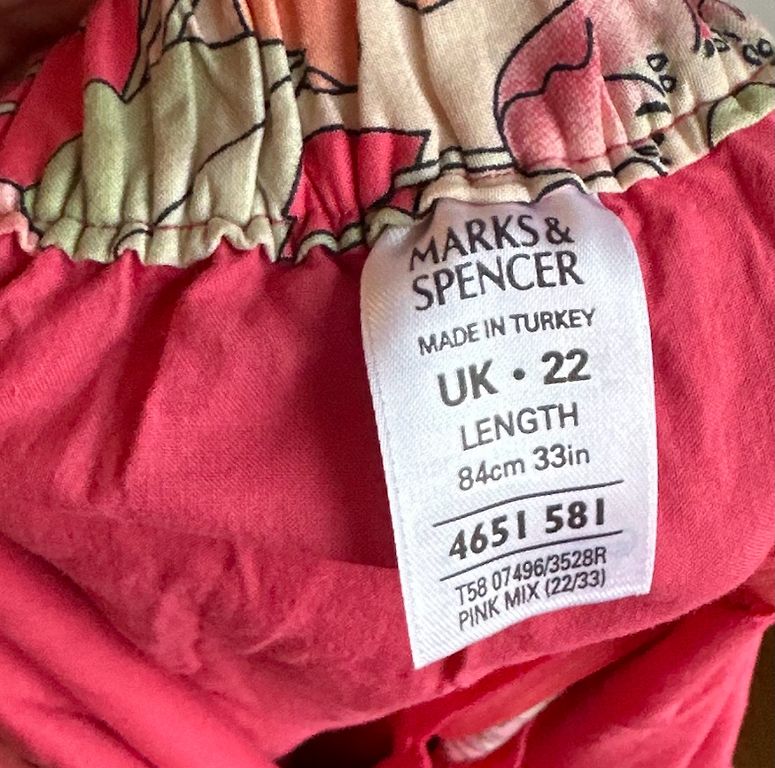 MARKS &
SPENCER
MADE IN TURKEY
UK • 22
LENGTH
84cm 33in
4651 581
T58 07496/3528R
PINK MIX (22/33)